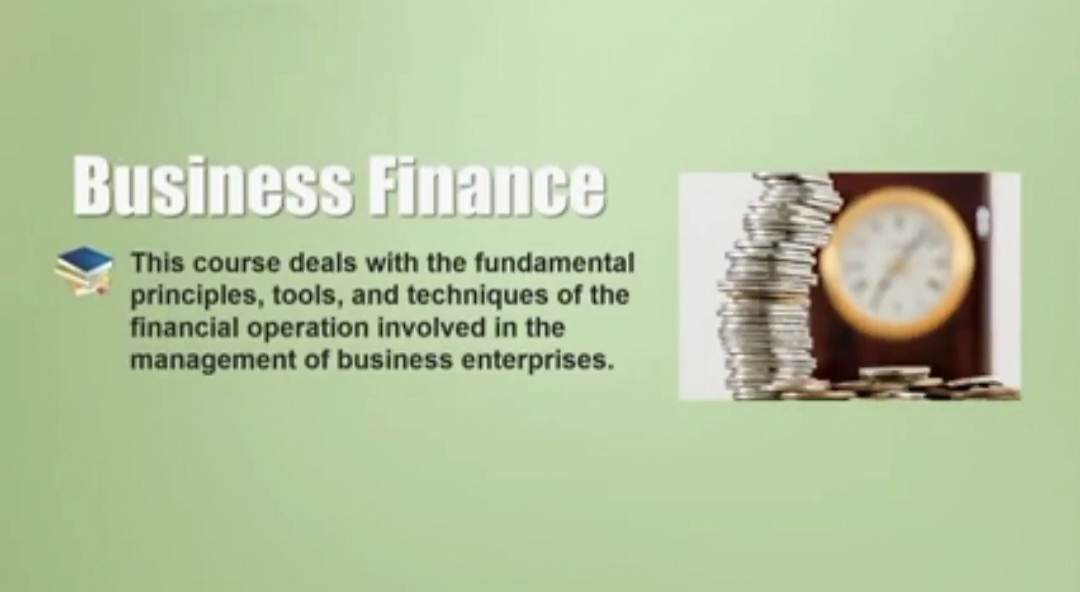 Business Finance
This course deals with the fundamental
principles, tools, and techniques of the
financial operation involved in the
management of business enterprises.